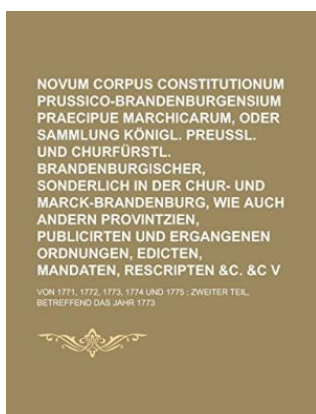 NOVUM CORPUS CONSTITUTIONUM
PRUSSICO-BRANDENBURGENSIUM
PRAECIPUE MARCHICARUM, ODER
SAMMLUNG KÖNIGL. PREUSSL.
UND CHURFÜRSTL.
BRANDENBURGISCHER,
SONDERLICH IN DER CHUR- UND
MARCK-BRANDENBURG, WIE AUCH
ANDERN PROVINTZIEN,
PUBLICIRTEN UND ERGANGENEN
ORDNUNGEN, EDICTEN,
MANDATEN, RESCRIPTEN &C. &C V
VON 1771, 1772, 1773, 1774 UND 1775 ; ZWEITER TEIL,
BETREFFEND DAS JAHR 1773